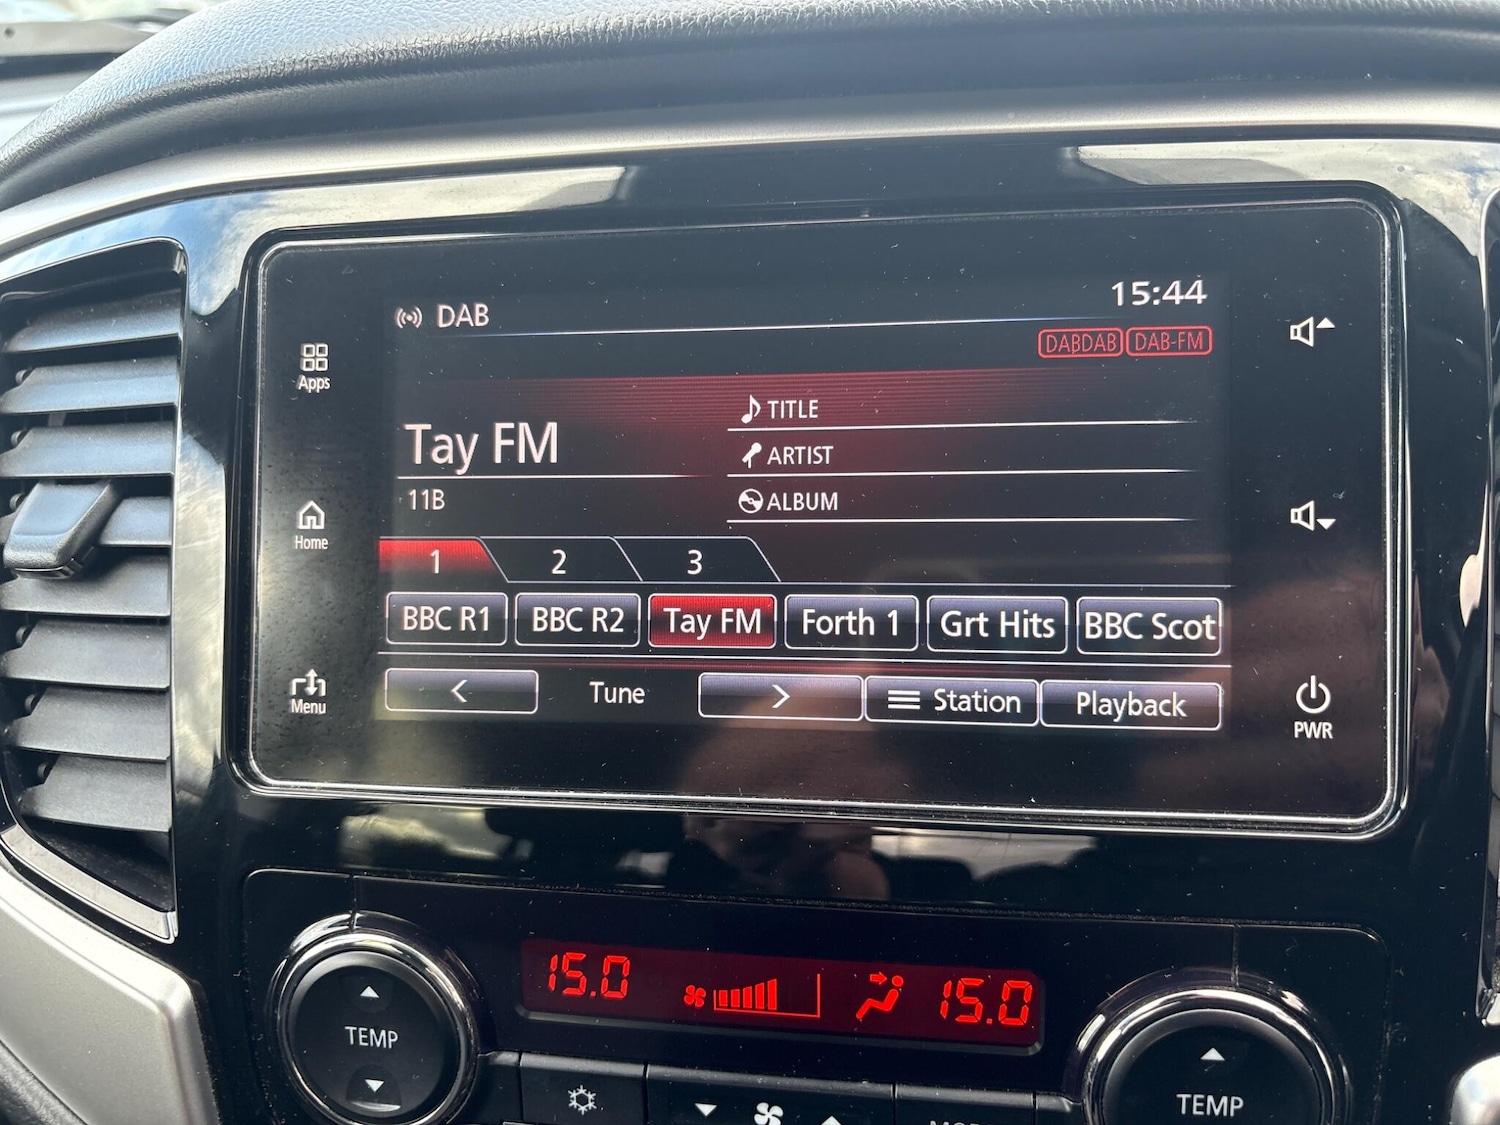 DAB
15:44
DABDAB DAB-FM
Apps
TITLE
Tay FM
ARTIST
11B
ALBUM
Home
1 2 3
BBC R1 BBC R2 Tay FM Forth 1 Grt Hits BBC Scot
Menu
< Tune > Station Playback
PWR
15.0 15.0
TEMP
TEMP